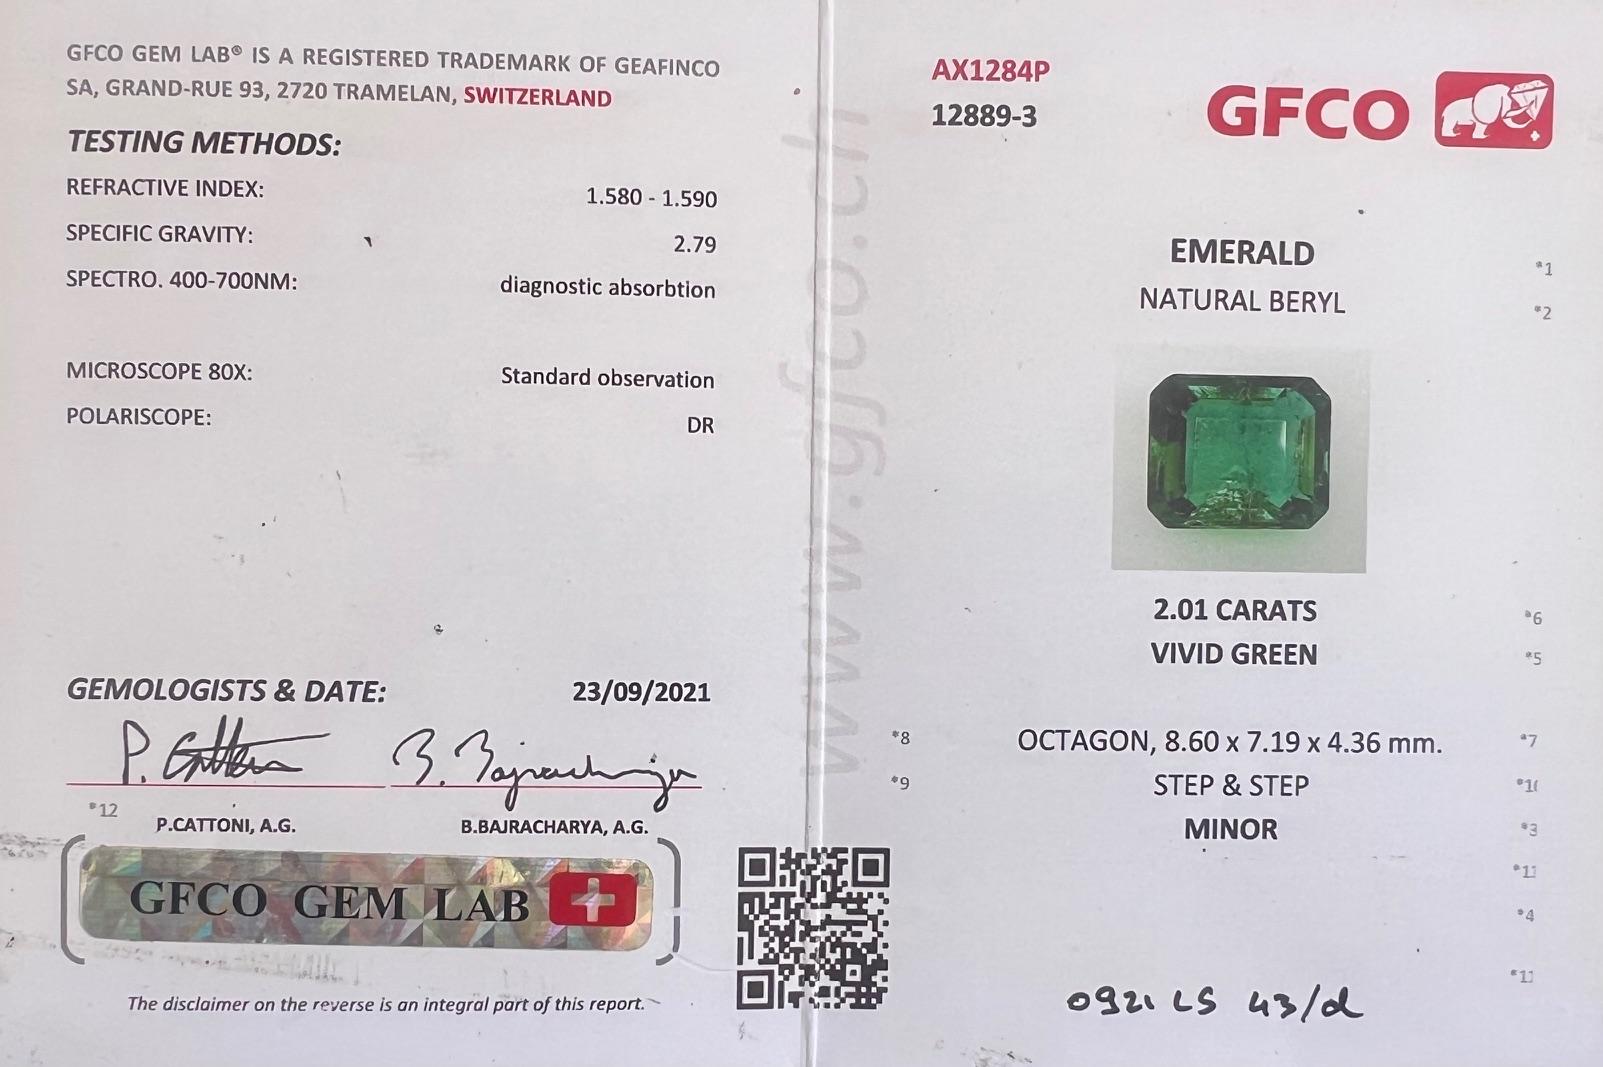 GFCO GEM LAB® IS A REGISTERED TRADEMARK OF GEAFINCO
SA, GRAND-RUE 93, 2720 TRAMELAN, SWITZERLAND
TESTING METHODS:
REFRACTIVE INDEX: 1.580 - 1.590
SPECIFIC GRAVITY: 2.79
SPECTRO. 400-700NM: diagnostic absorbtion
MICROSCOPE 80X: Standard observation
POLARISCOPE: DR
GEMOLOGISTS & DATE: 23/09/2021
P. Cattoni B. Bajracharya
*12
P.CATTONI, A.G. B.BAJRACHARYA, A.G.
GFCO GEM LAB
The disclaimer on the reverse is an integral part of this report.
www.gfco.ch
AX1284P
12889-3
GFCO
EMERALD *1
NATURAL BERYL *2
2.01 CARATS *6
VIVID GREEN *5
*8 OCTAGON, 8.60 x 7.19 x 4.36 mm. *7
*9 STEP & STEP
MINOR *3
*4
0921 LS 43/d